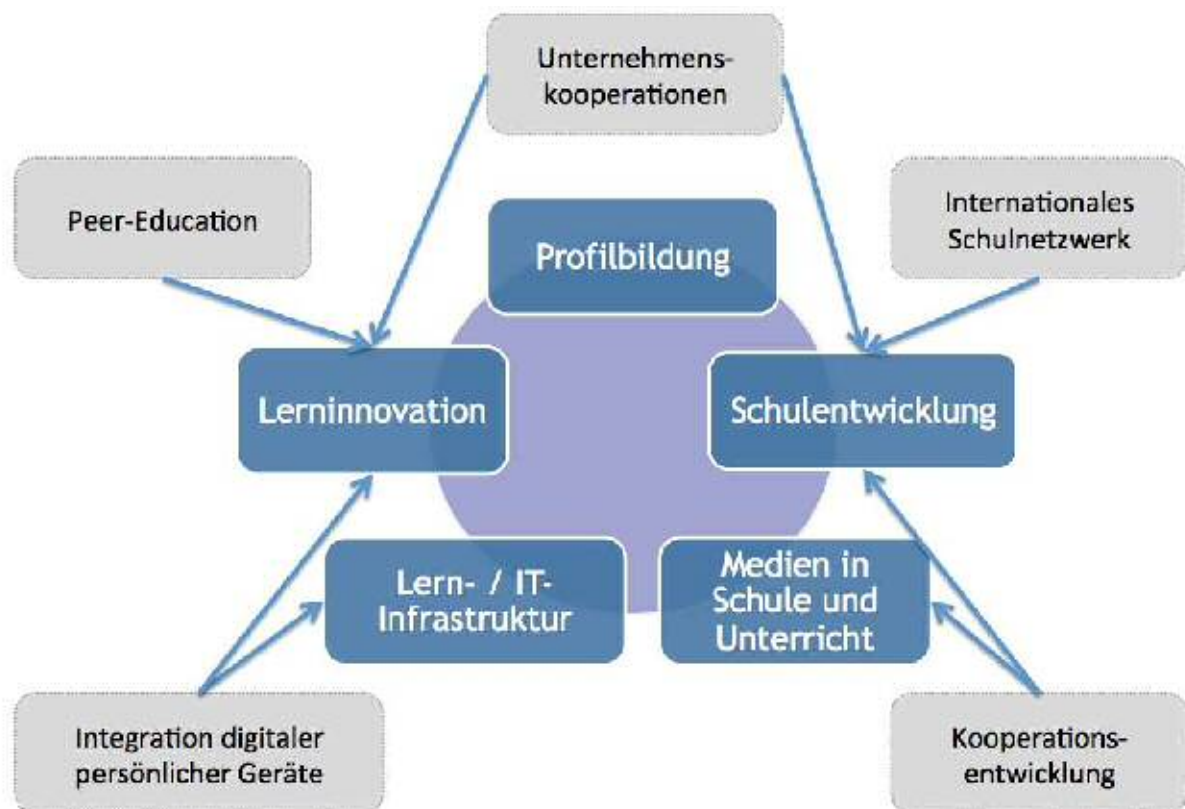 Unternehmens-
kooperationen
Peer-Education
Internationales
Schulnetzwerk
Profilbildung
Lerninnovation
Schulentwicklung
Lern- / IT-
Infrastruktur
Medien in
Schule und
Unterricht
Integration digitaler
persönlicher Geräte
Kooperations-
entwicklung